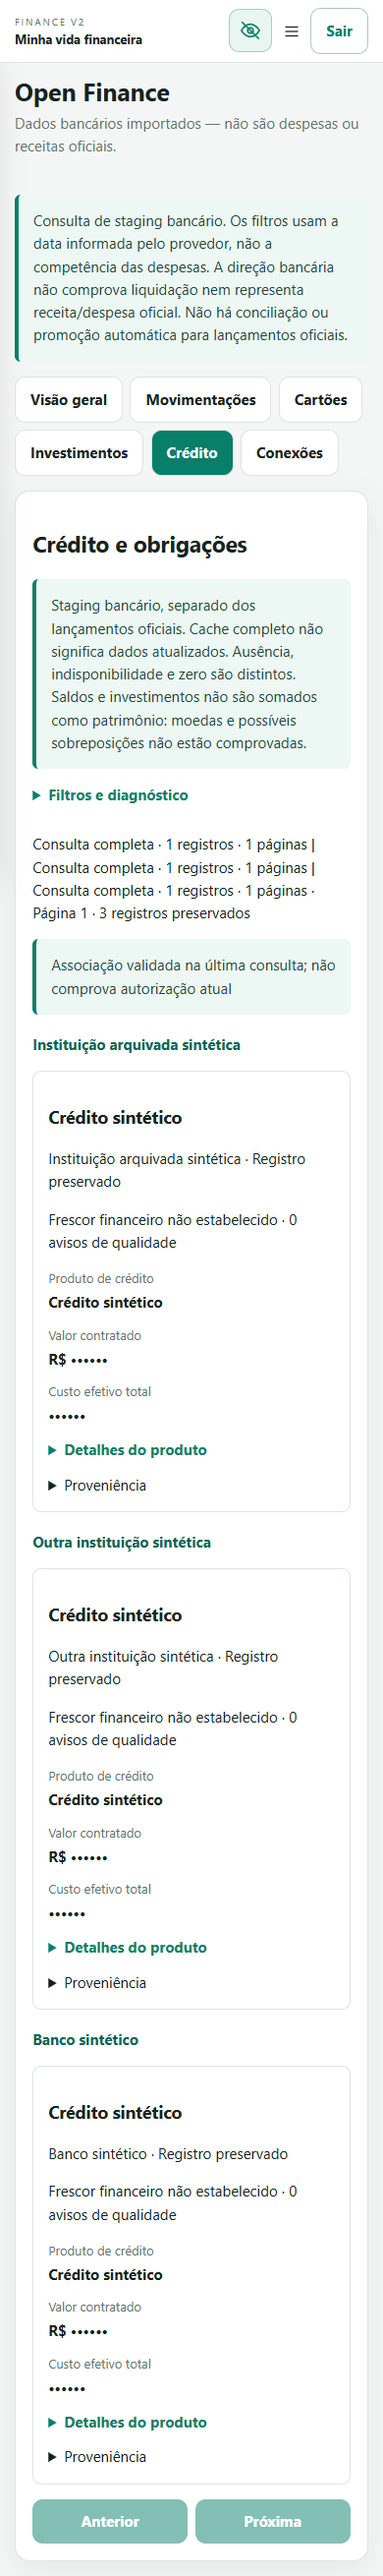 FINANCE V2
Minha vida financeira
Sair
Open Finance
Dados bancários importados — não são despesas ou
receitas oficiais.
Consulta de staging bancário. Os filtros usam a
data informada pelo provedor, não a
competência das despesas. A direção bancária
não comprova liquidação nem representa
receita/despesa oficial. Não há conciliação ou
promoção automática para lançamentos oficiais.
Visão geral
Movimentações
Cartões
Investimentos
Crédito
Conexões
Crédito e obrigações
Staging bancário, separado dos
lançamentos oficiais. Cache completo não
significa dados atualizados. Ausência,
indisponibilidade e zero são distintos.
Saldos e investimentos não são somados
como patrimônio: moedas e possíveis
sobreposições não estão comprovadas.
Filtros e diagnóstico
Consulta completa · 1 registros · 1 páginas |
Consulta completa · 1 registros · 1 páginas |
Consulta completa · 1 registros · 1 páginas ·
Página 1 · 3 registros preservados
Associação validada na última consulta; não
comprova autorização atual
Instituição arquivada sintética
Crédito sintético
Instituição arquivada sintética · Registro
preservado
Frescor financeiro não estabelecido · 0
avisos de qualidade
Produto de crédito
Crédito sintético
Valor contratado
R$ ••••••
Custo efetivo total
••••••
Detalhes do produto
Proveniência
Outra instituição sintética
Crédito sintético
Outra instituição sintética · Registro
preservado
Frescor financeiro não estabelecido · 0
avisos de qualidade
Produto de crédito
Crédito sintético
Valor contratado
R$ ••••••
Custo efetivo total
••••••
Detalhes do produto
Proveniência
Banco sintético
Crédito sintético
Banco sintético · Registro preservado
Frescor financeiro não estabelecido · 0
avisos de qualidade
Produto de crédito
Crédito sintético
Valor contratado
R$ ••••••
Custo efetivo total
••••••
Detalhes do produto
Proveniência
Anterior
Próxima